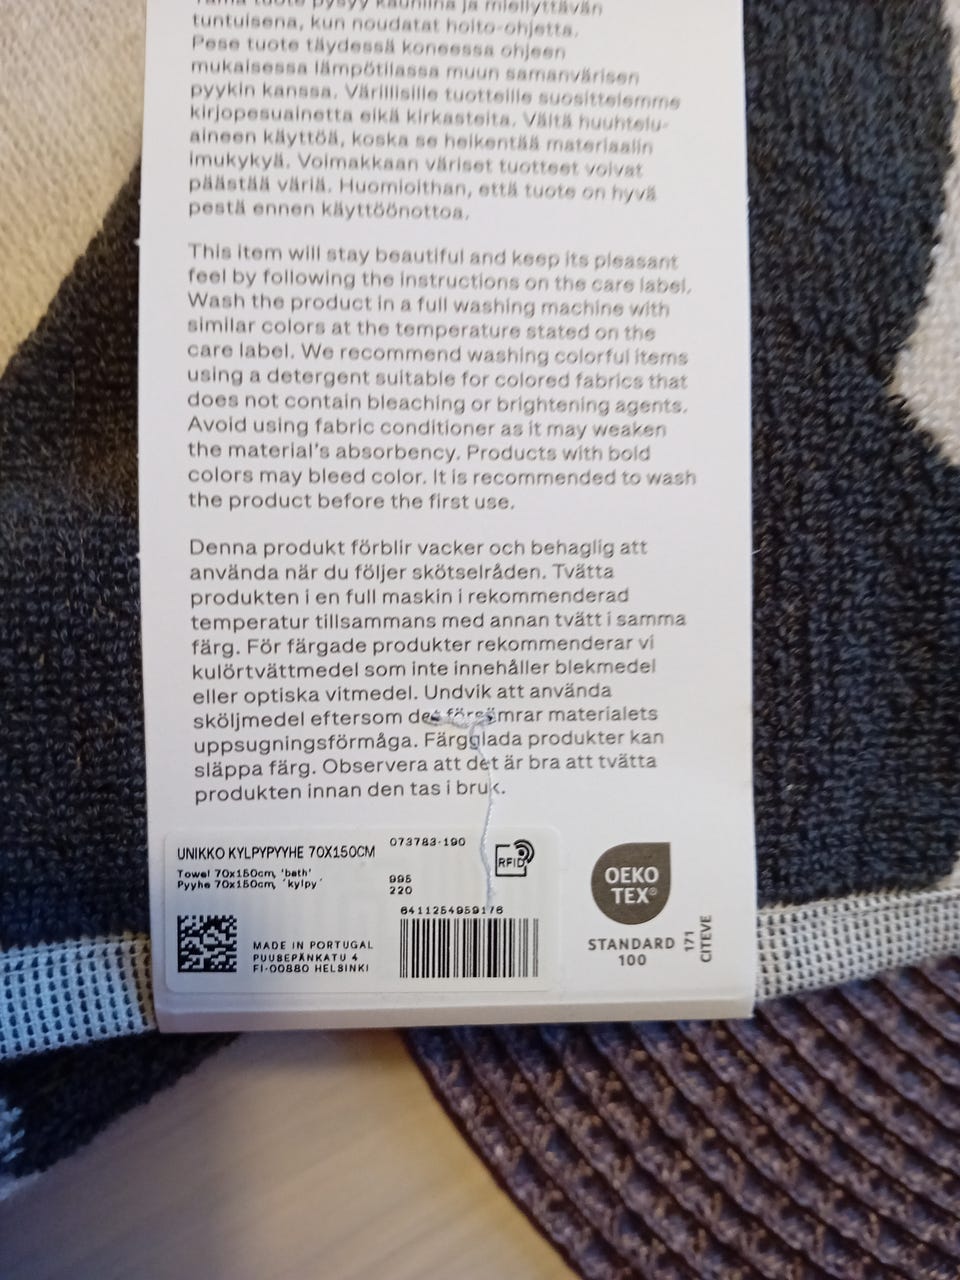 Tämä tuote pysyy kauniina ja miellyttävän
tuntuisena, kun noudatat hoito-ohjetta.
Pese tuote täydessä koneessa ohjeen
mukaisessa lämpötilassa muun samanvärisen
pyykin kanssa. Värillisille tuotteille suosittelemme
kirjopesuainetta eikä kirkasteita. Vältä huuhtelu-
aineen käyttöä, koska se heikentää materiaalin
imukykyä. Voimakkaan väriset tuotteet voivat
päästää väriä. Huomioithan, että tuote on hyvä
pestä ennen käyttöönottoa.
This item will stay beautiful and keep its pleasant
feel by following the instructions on the care label.
Wash the product in a full washing machine with
similar colors at the temperature stated on the
care label. We recommend washing colorful items
using a detergent suitable for colored fabrics that
does not contain bleaching or brightening agents.
Avoid using fabric conditioner as it may weaken
the material's absorbency. Products with bold
colors may bleed color. It is recommended to wash
the product before the first use.
Denna produkt förblir vacker och behaglig att
använda när du följer skötselråden. Tvätta
produkten i en full maskin i rekommenderad
temperatur tillsammans med annan tvätt i samma
färg. För färgade produkter rekommenderar vi
kulörtvättmedel som inte innehåller blekmedel
eller optiska vitmedel. Undvik att använda
sköljmedel eftersom det försämrar materialets
uppsugningsförmåga. Färgglada produkter kan
släppa färg. Observera att det är bra att tvätta
produkten innan den tas i bruk.
UNIKKO KYLPYPYYHE 70X150CM
073783-190
Towel 70x150cm, 'bath'
Pyyhe 70x150cm, 'kylpy'
995
220
RFID
6411254959176
MADE IN PORTUGAL
PUUSEPÄNKATU 4
FI-00880 HELSINKI
OEKO
TEX®
STANDARD
100
171
CITEVE